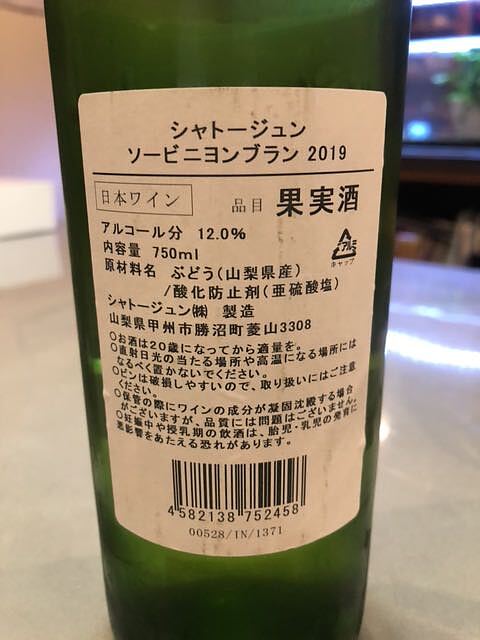 シャトージュン
ソービニヨンブラン 2019
日本ワイン 品目 果実酒
アルコール分 12.0%
内容量 750ml
原材料名 ぶどう(山梨県産)
/酸化防止剤(亜硫酸塩)
アルミ
キャップ
シャトージュン㈱ 製造
山梨県甲州市勝沼町菱山3308
○お酒は20歳になってから適量を。
○直射日光の当たる場所や高温になる場所には
なるべく置かないでください。
○ビンは破損しやすいので、取り扱いにはご注意
ください。
○保管の際にワインの成分が凝固沈殿する場合
がございますが、品質には問題はございません。
○妊娠中や授乳期の飲酒は、胎児・乳児の発育に
悪影響をあたえる恐れがあります。
4 582138 752458
00528/IN/1371